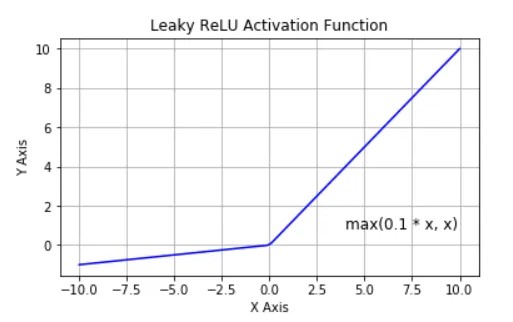 Leaky ReLU Activation Function
Y Axis
10
8
6
4
2
0
max(0.1 * x, x)
−10.0 −7.5 −5.0 −2.5 0.0 2.5 5.0 7.5 10.0
X Axis